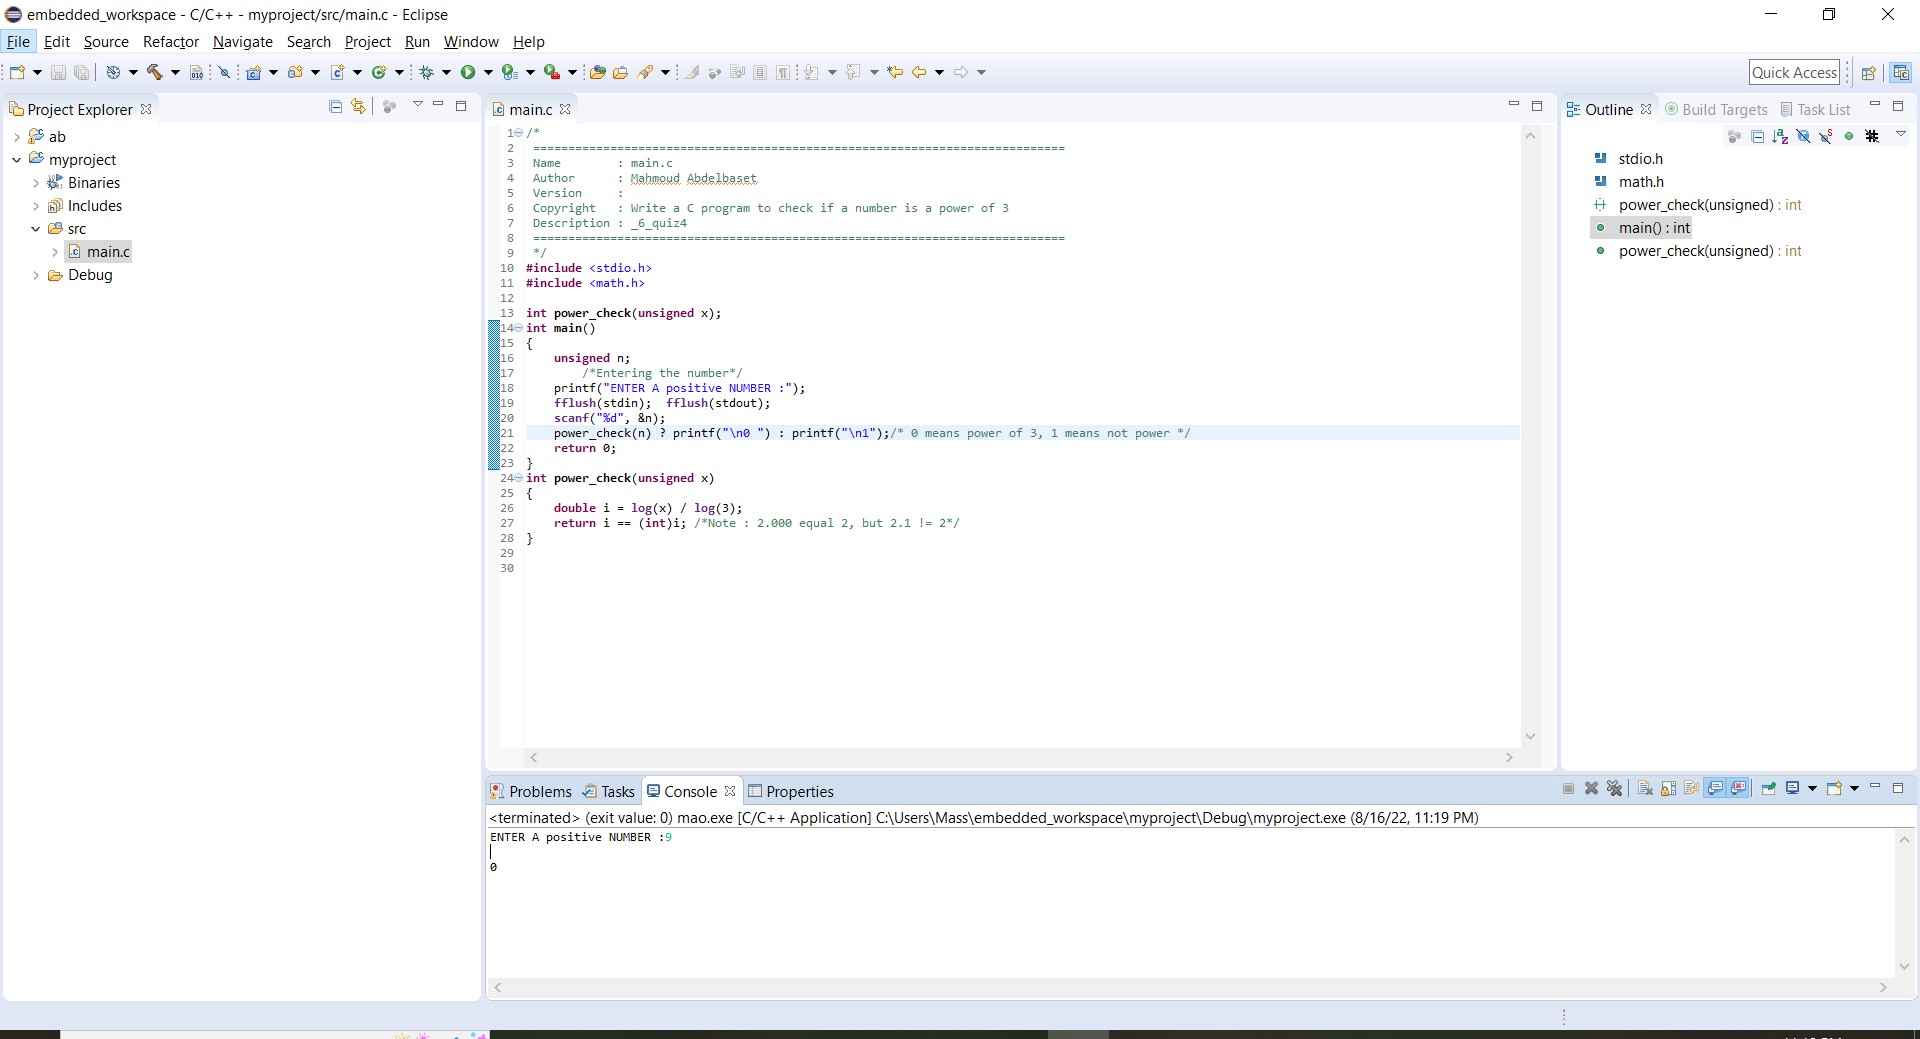 embedded_workspace - C/C++ - myproject/src/main.c - Eclipse
File Edit Source Refactor Navigate Search Project Run Window Help
Quick Access
Project Explorer
ab
myproject
Binaries
Includes
src
main.c
Debug
main.c
1 /*
2 ============================================================================
3 Name        : main.c
4 Author      : Mahmoud Abdelbaset
5 Version     :
6 Copyright   : Write a C program to check if a number is a power of 3
7 Description : _6_quiz4
8 ============================================================================
9 */
10 #include <stdio.h>
11 #include <math.h>
12
13 int power_check(unsigned x);
14 int main()
15 {
16     unsigned n;
17         /*Entering the number*/
18     printf("ENTER A positive NUMBER :");
19     fflush(stdin);  fflush(stdout);
20     scanf("%d", &n);
21     power_check(n) ? printf("\n0 ") : printf("\n1");/* 0 means power of 3, 1 means not power */
22     return 0;
23 }
24 int power_check(unsigned x)
25 {
26     double i = log(x) / log(3);
27     return i == (int)i; /*Note : 2.000 equal 2, but 2.1 != 2*/
28 }
29
30
Outline Build Targets Task List
stdio.h
math.h
power_check(unsigned) : int
main() : int
power_check(unsigned) : int
Problems Tasks Console Properties
<terminated> (exit value: 0) mao.exe [C/C++ Application] C:\Users\Mass\embedded_workspace\myproject\Debug\myproject.exe (8/16/22, 11:19 PM)
ENTER A positive NUMBER :9
0